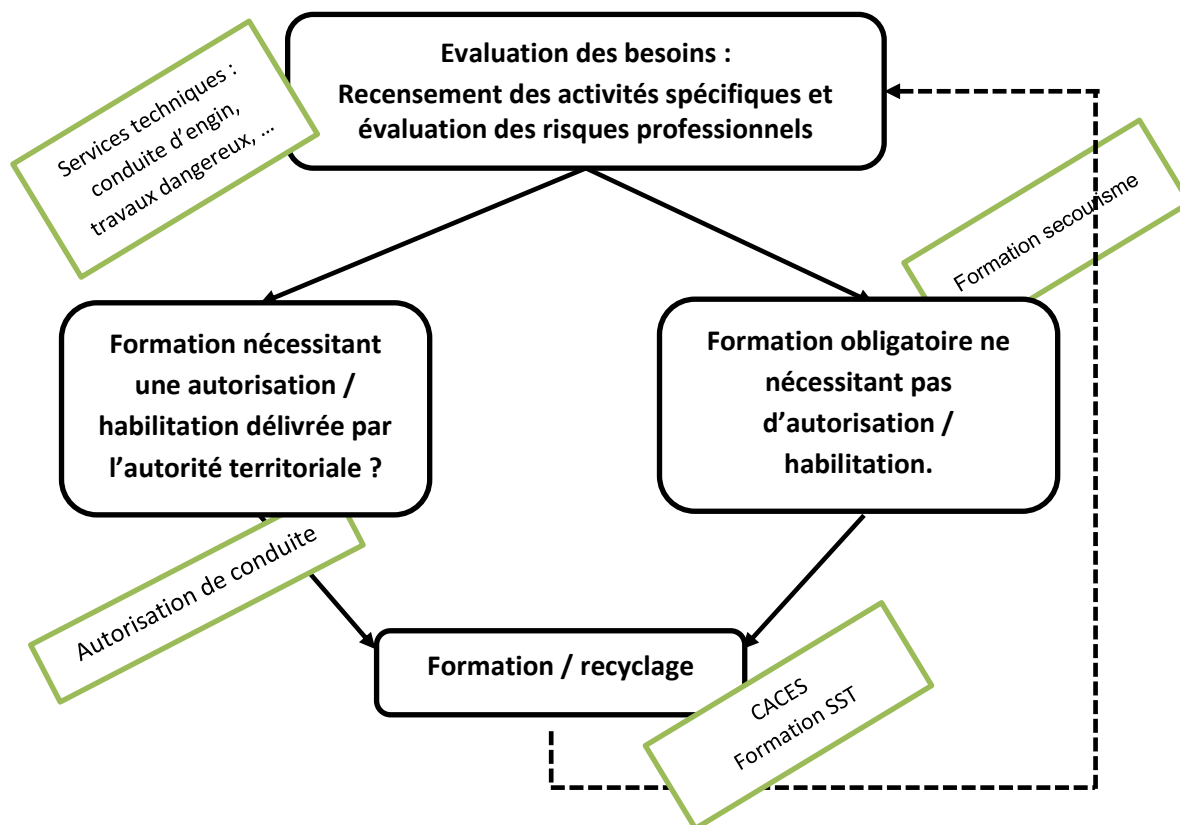 Evaluation des besoins :
Recensement des activités spécifiques et
évaluation des risques professionnels
Services techniques :
conduite d’engin,
travaux dangereux, ...
Formation secourisme
Formation nécessitant
une autorisation /
habilitation délivrée par
l’autorité territoriale ?
Formation obligatoire ne
nécessitant pas
d’autorisation /
habilitation.
Autorisation de conduite
Formation / recyclage
CACES
Formation SST